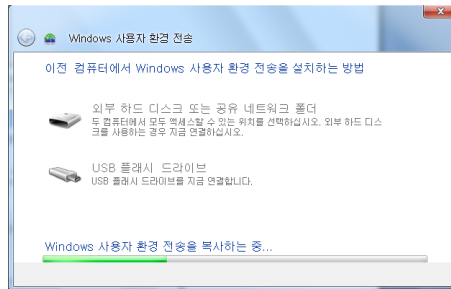 Windows 사용자 환경 전송
이전 컴퓨터에서 Windows 사용자 환경 전송을 설치하는 방법
외부 하드 디스크 또는 공유 네트워크 폴더
두 컴퓨터에서 모두 액세스할 수 있는 위치를 선택하십시오. 외부 하드 디스
크를 사용하는 경우 지금 연결하십시오.
USB 플래시 드라이브
USB 플래시 드라이브를 지금 연결합니다.
Windows 사용자 환경 전송을 복사하는 중...